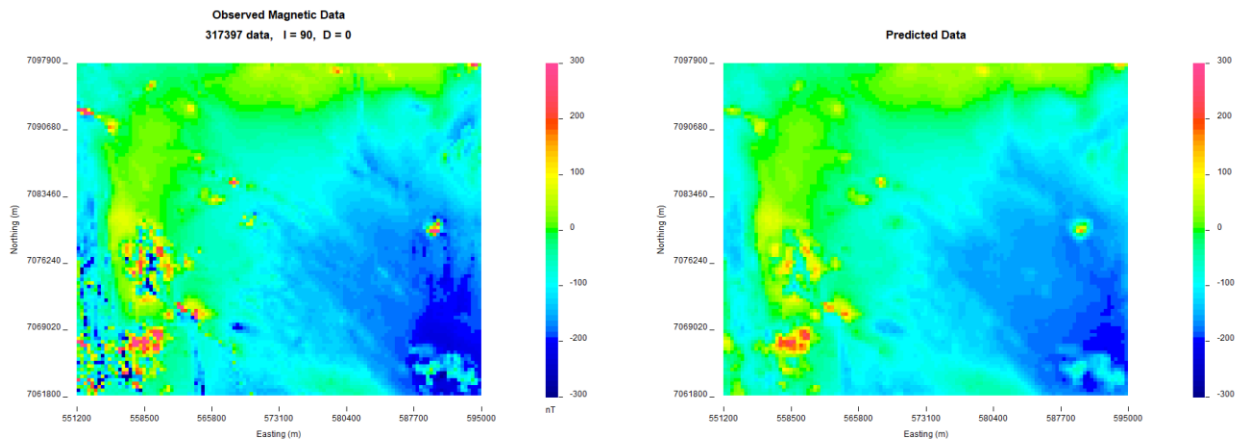 Observed Magnetic Data
317397 data, I = 90, D = 0
7097900
7090680
7083460
7076240
7069020
7061800
Northing (m)
551200 558500 565800 573100 580400 587700 595000
Easting (m)
300
200
100
0
-100
-200
-300
nT
Predicted Data
7097900
7090680
7083460
7076240
7069020
7061800
Northing (m)
551200 558500 565800 573100 580400 587700 595000
Easting (m)
300
200
100
0
-100
-200
-300